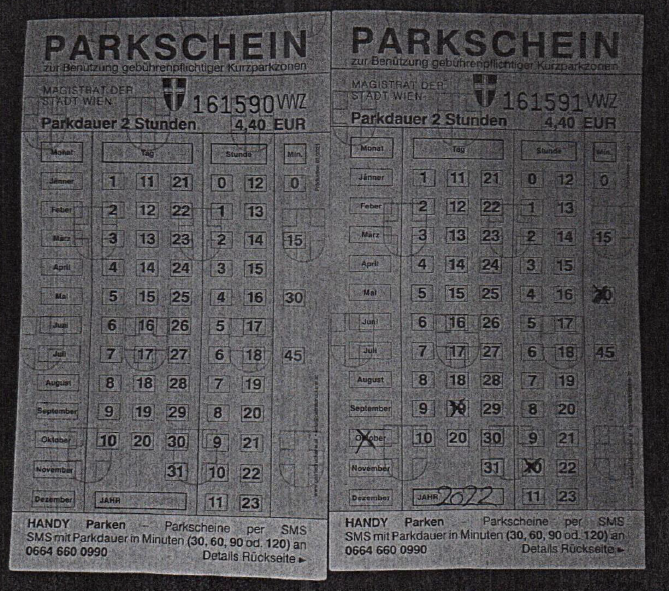 PARKSCHEIN
zur Benützung gebührenpflichtiger Kurzparkzonen
MAGISTRAT DER
STADT WIEN
161590 VWZ
Parkdauer 2 Stunden 4,40 EUR
Monat Tag Stunde Min.
Jänner 1 11 21 0 12 0
Feber 2 12 22 1 13
März 3 13 23 2 14 15
April 4 14 24 3 15
Mai 5 15 25 4 16 30
Juni 6 16 26 5 17
Juli 7 17 27 6 18 45
August 8 18 28 7 19
September 9 19 29 8 20
Oktober 10 20 30 9 21
November 31 10 22
Dezember JAHR 11 23
HANDY Parken – Parkscheine per SMS
SMS mit Parkdauer in Minuten (30, 60, 90 od. 120) an
0664 660 0990 Details Rückseite ►
PARKSCHEIN
zur Benützung gebührenpflichtiger Kurzparkzonen
MAGISTRAT DER
STADT WIEN
161591 VWZ
Parkdauer 2 Stunden 4,40 EUR
Monat Tag Stunde Min.
Jänner 1 11 21 0 12 0
Feber 2 12 22 1 13
März 3 13 23 2 14 15
April 4 14 24 3 15
Mai 5 15 25 4 16 30
Juni 6 16 26 5 17
Juli 7 17 27 6 18 45
August 8 18 28 7 19
September 9 19 29 8 20
Oktober 10 20 30 9 21
November 31 10 22
Dezember JAHR 2022 11 23
HANDY Parken Parkscheine per SMS
SMS mit Parkdauer in Minuten (30, 60, 90 od. 120) an
0664 660 0990 Details Rückseite ►